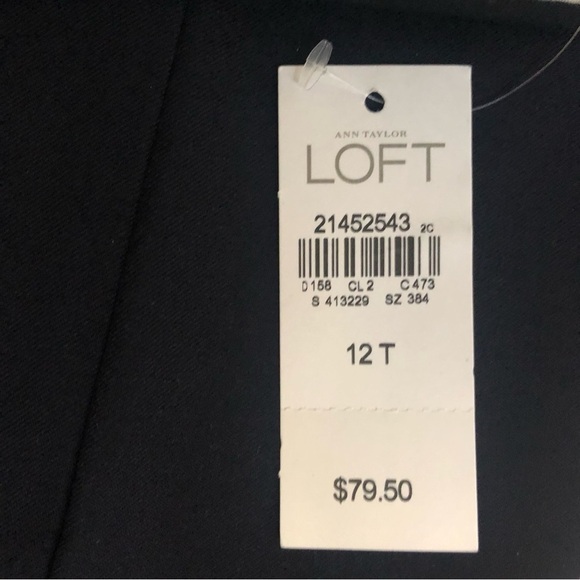 ANN TAYLOR
LOFT
21452543 2C
D158 CL 2 C 473
S 413229 SZ 384
12 T
$79.50